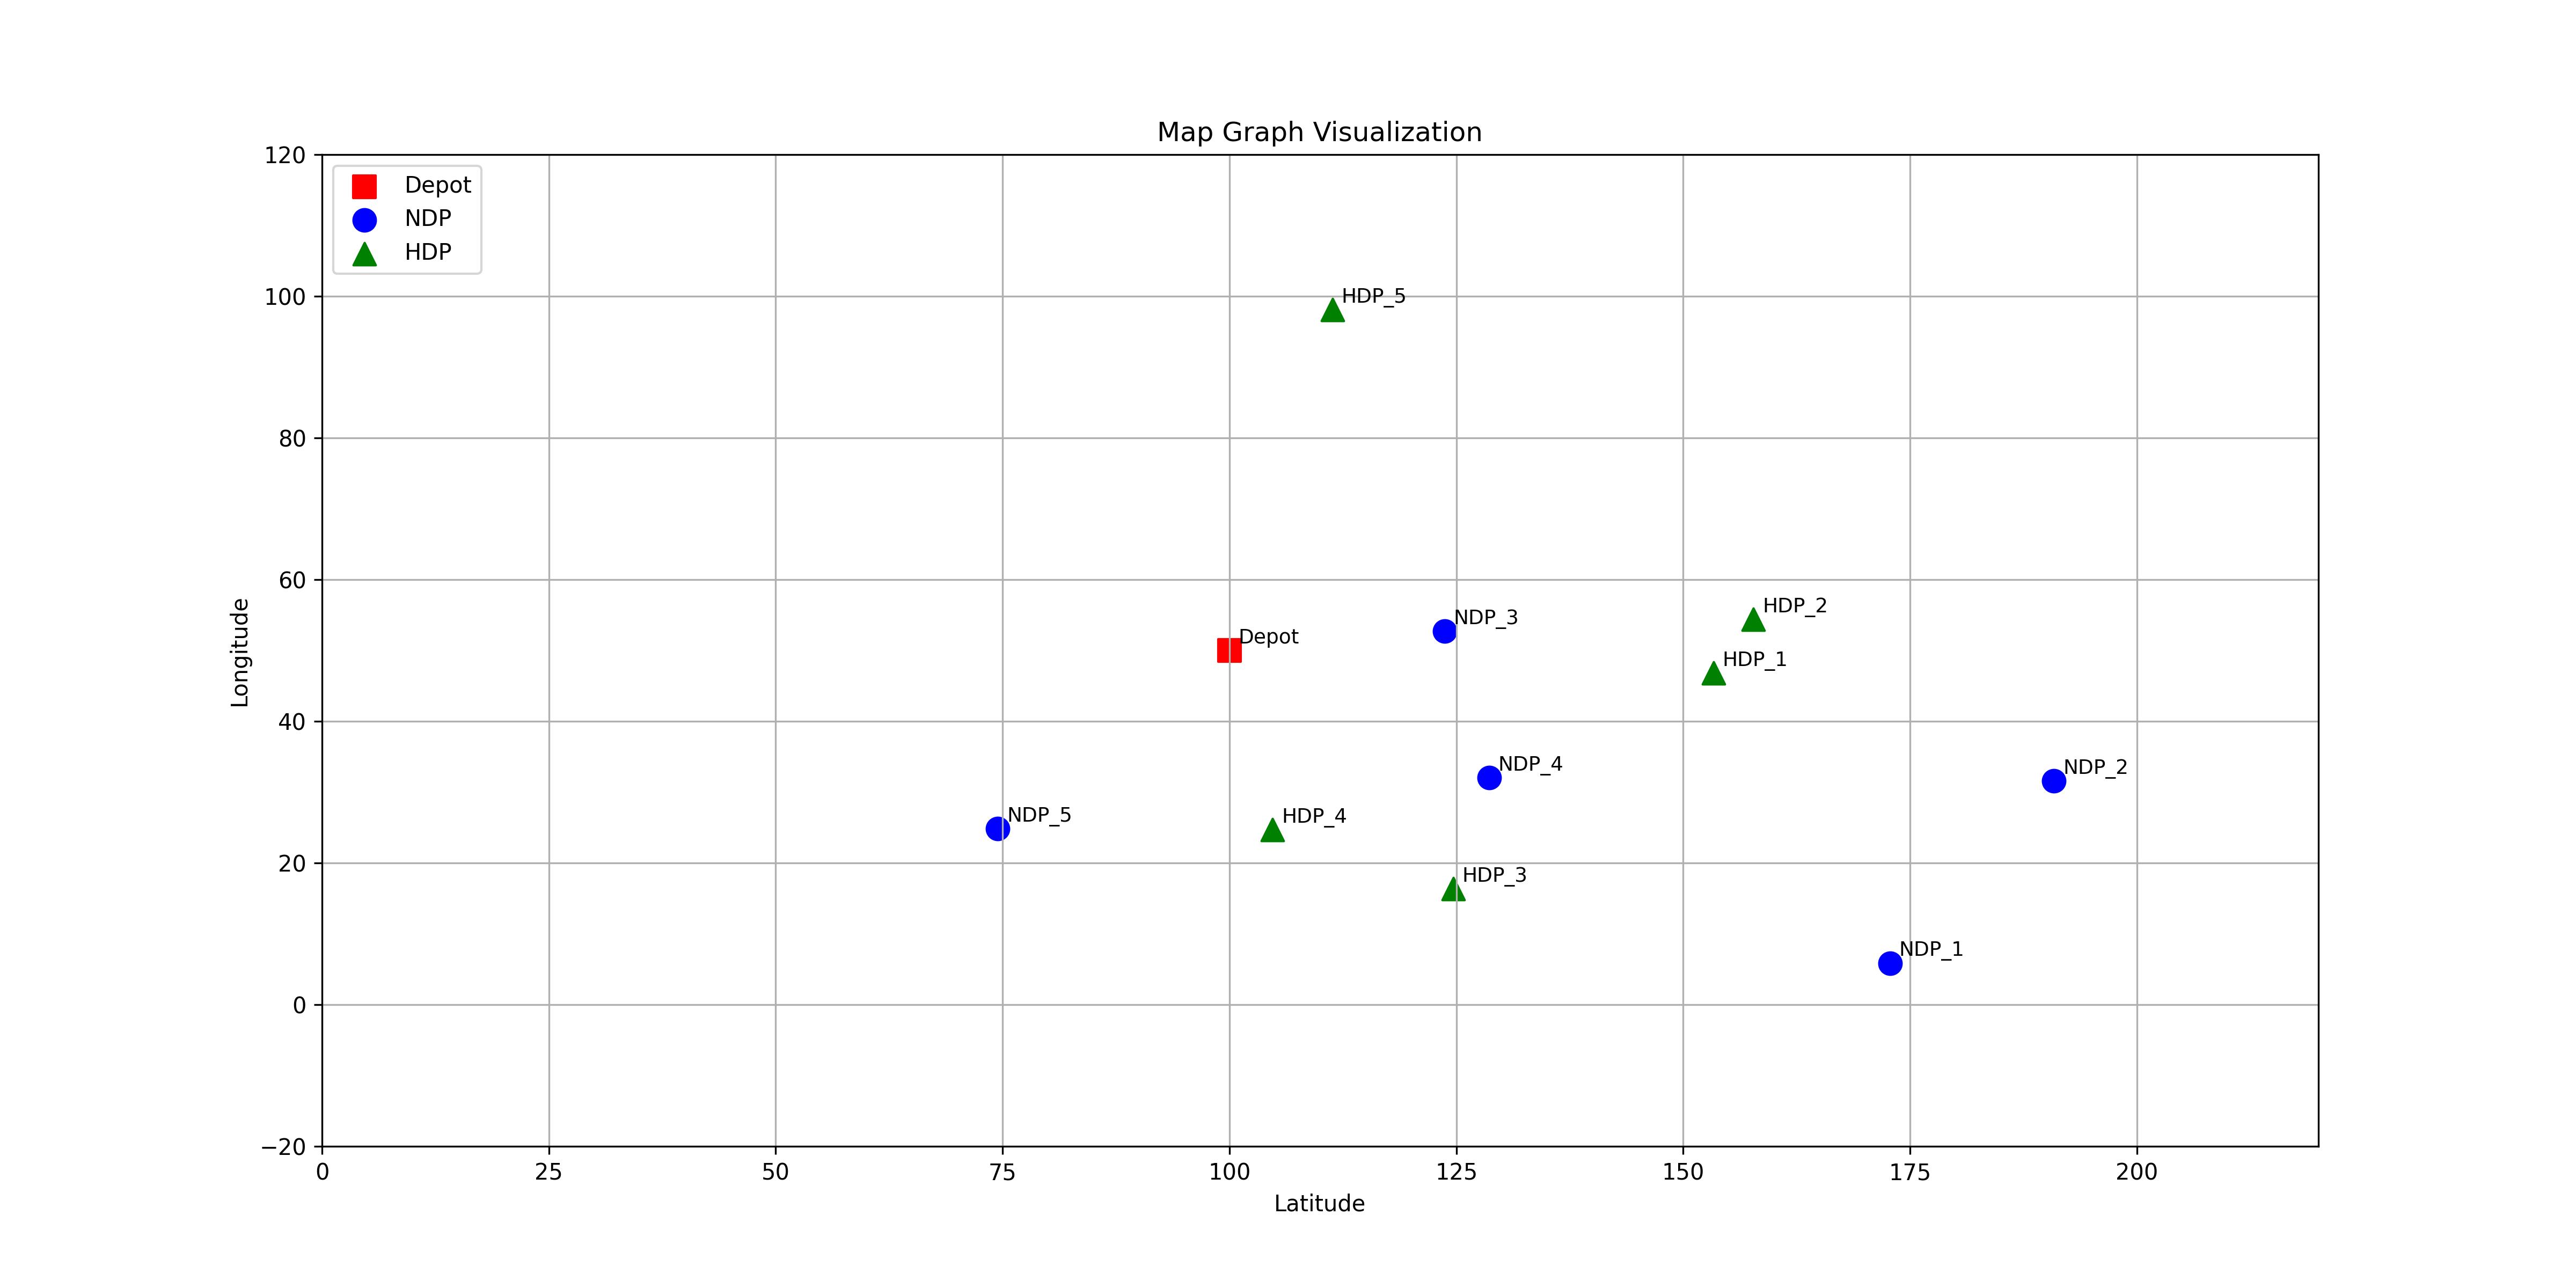 Map Graph Visualization
120
100
80
60
40
20
0
−20
Longitude
Depot
NDP
HDP
HDP_5
HDP_2
NDP_3
Depot
HDP_1
NDP_4
NDP_2
NDP_5
HDP_4
HDP_3
NDP_1
0 25 50 75 100 125 150 175 200
Latitude